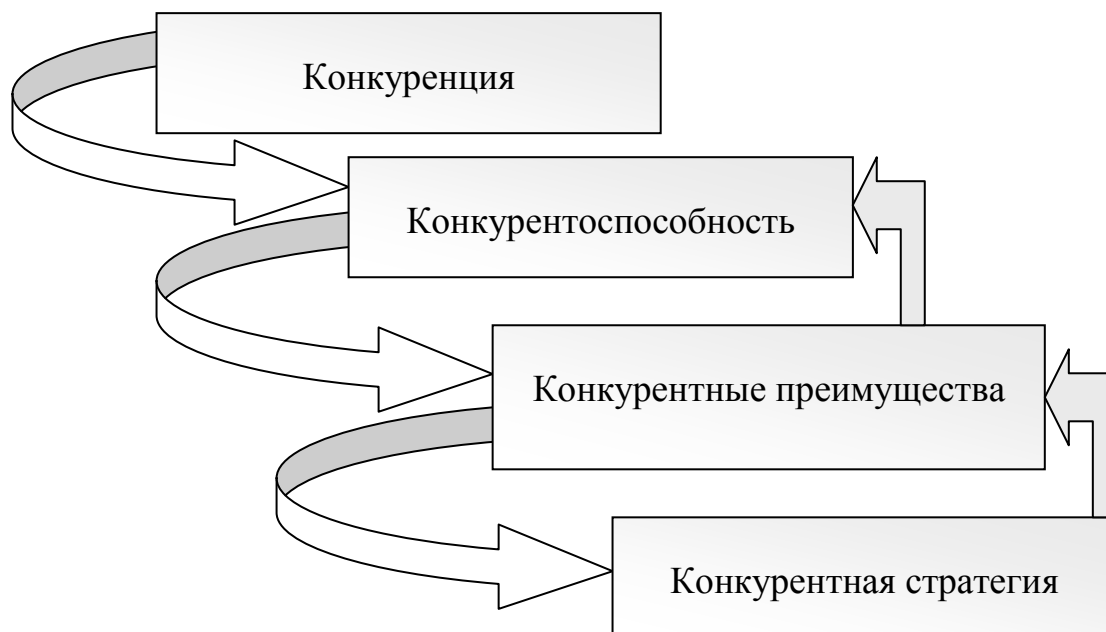 Конкуренция
Конкурентоспособность
Конкурентные преимущества
Конкурентная стратегия